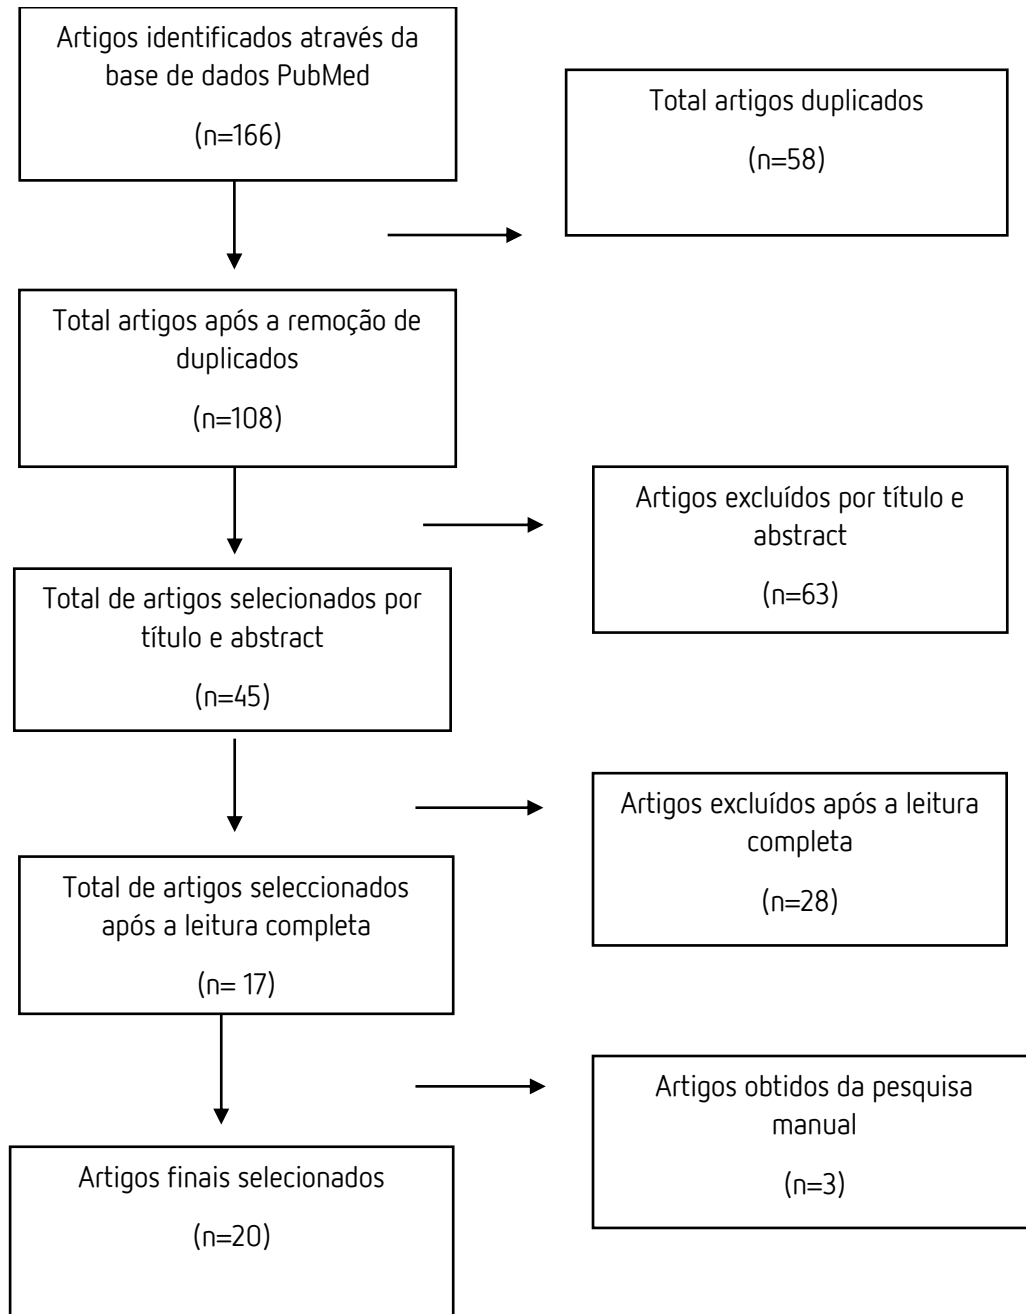 Artigos identificados através da
base de dados PubMed
(n=166)
Total artigos duplicados
(n=58)
Total artigos após a remoção de
duplicados
(n=108)
Artigos excluídos por título e
abstract
(n=63)
Total de artigos selecionados por
título e abstract
(n=45)
Artigos excluídos após a leitura
completa
(n=28)
Total de artigos seleccionados
após a leitura completa
(n= 17)
Artigos obtidos da pesquisa
manual
(n=3)
Artigos finais selecionados
(n=20)